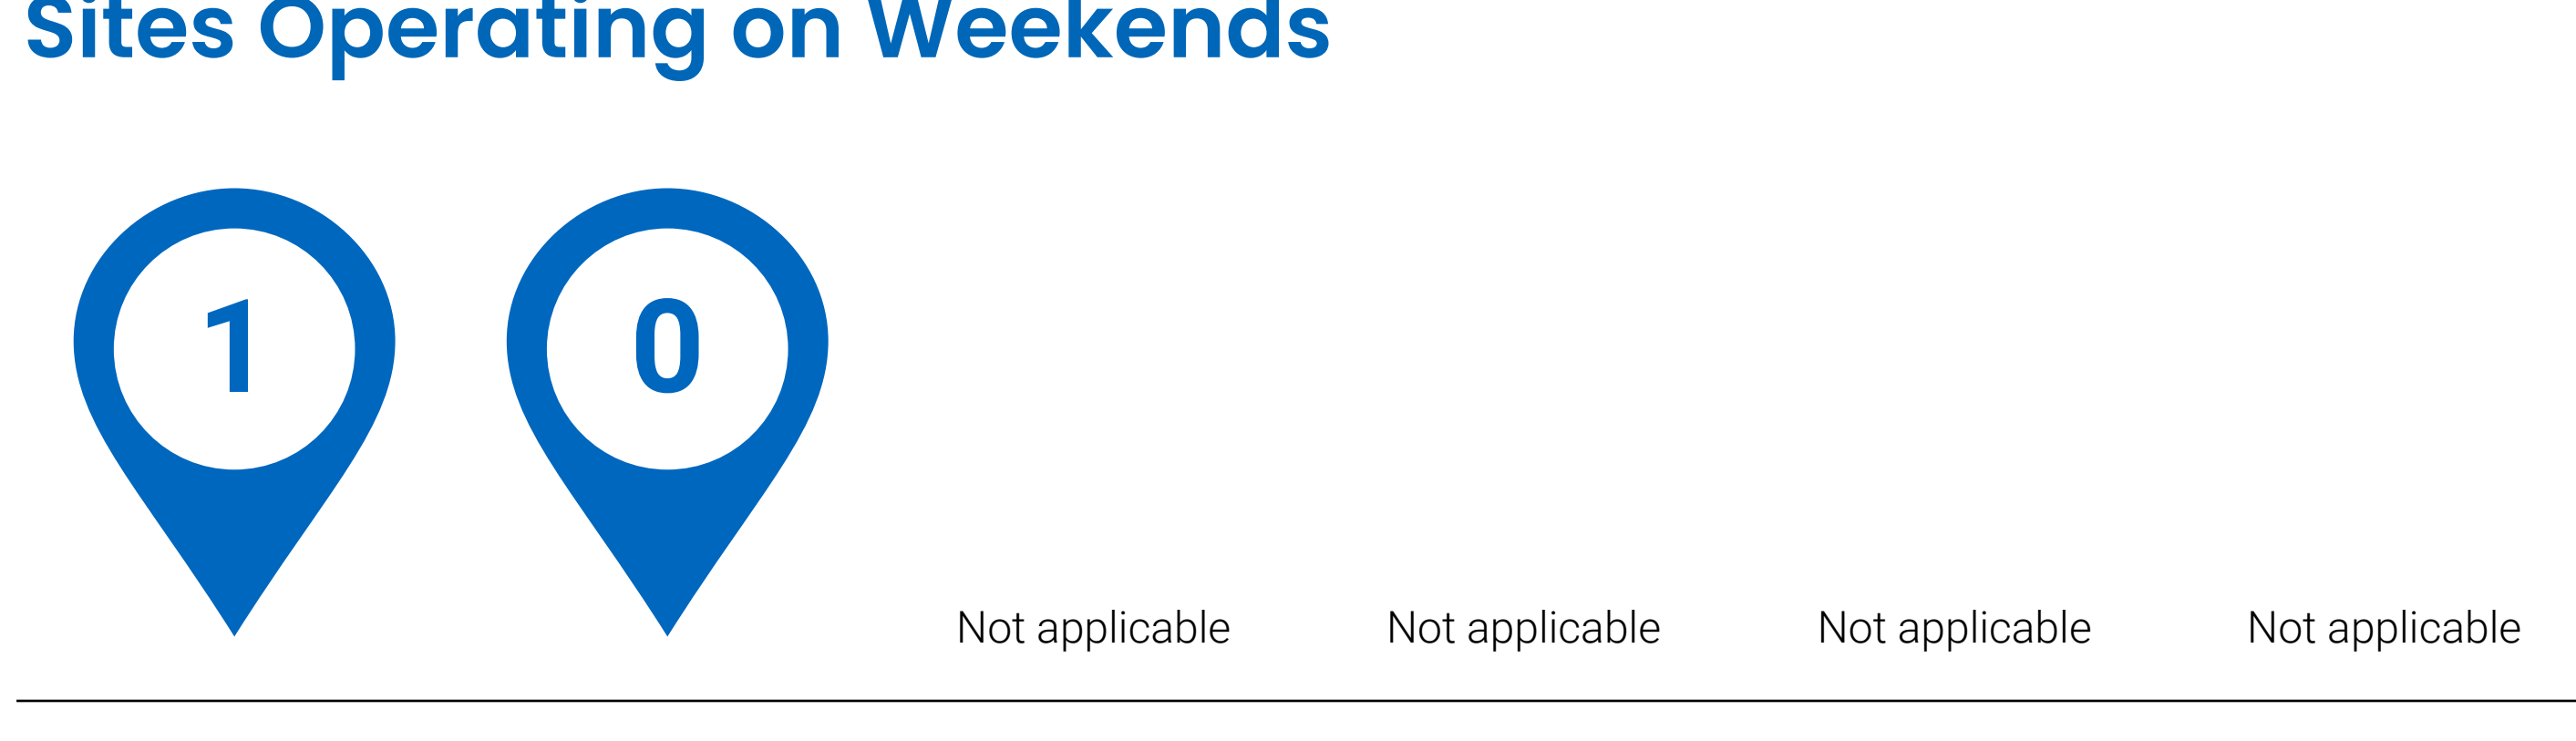 Sites Operating on Weekends
1 0
Not applicable Not applicable Not applicable Not applicable